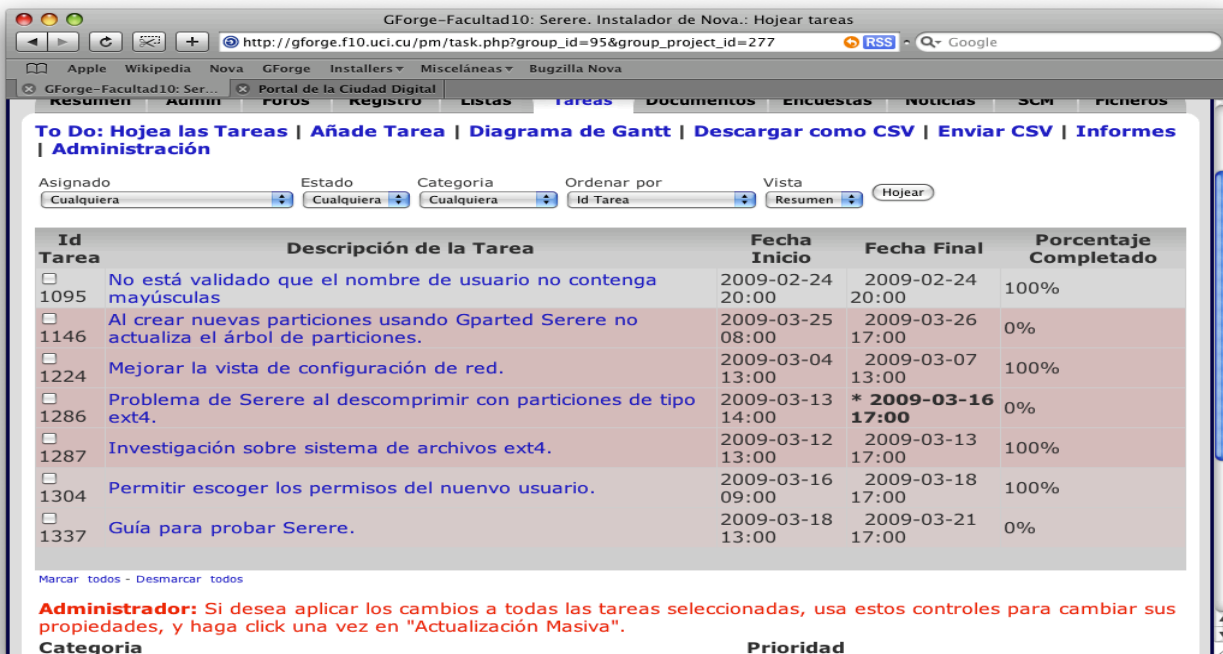 GForge-Facultad10: Serere. Instalador de Nova.: Hojear tareas
http://gforge.f10.uci.cu/pm/task.php?group_id=95&group_project_id=277 RSS Google
Apple Wikipedia Nova GForge Installers Misceláneas Bugzilla Nova
GForge-Facultad10: Ser... Portal de la Ciudad Digital
Resumen Admin Foros Registro Listas Tareas Documentos Encuestas Noticias SCM Ficheros
To Do: Hojea las Tareas | Añade Tarea | Diagrama de Gantt | Descargar como CSV | Enviar CSV | Informes
| Administración
Asignado Estado Categoria Ordenar por Vista
Cualquiera Cualquiera Cualquiera Id Tarea Resumen Hojear
Id Tarea Descripción de la Tarea Fecha Inicio Fecha Final Porcentaje Completado
1095 No está validado que el nombre de usuario no contenga mayúsculas 2009-02-24 20:00 2009-02-24 20:00 100%
1146 Al crear nuevas particiones usando Gparted Serere no actualiza el árbol de particiones. 2009-03-25 08:00 2009-03-26 17:00 0%
1224 Mejorar la vista de configuración de red. 2009-03-04 13:00 2009-03-07 13:00 100%
1286 Problema de Serere al descomprimir con particiones de tipo ext4. 2009-03-13 14:00 * 2009-03-16 17:00 0%
1287 Investigación sobre sistema de archivos ext4. 2009-03-12 13:00 2009-03-13 17:00 100%
1304 Permitir escoger los permisos del nuenvo usuario. 2009-03-16 09:00 2009-03-18 17:00 100%
1337 Guía para probar Serere. 2009-03-18 13:00 2009-03-21 17:00 0%
Marcar todos - Desmarcar todos
Administrador: Si desea aplicar los cambios a todas las tareas seleccionadas, usa estos controles para cambiar sus
propiedades, y haga click una vez en "Actualización Masiva".
Categoria Prioridad